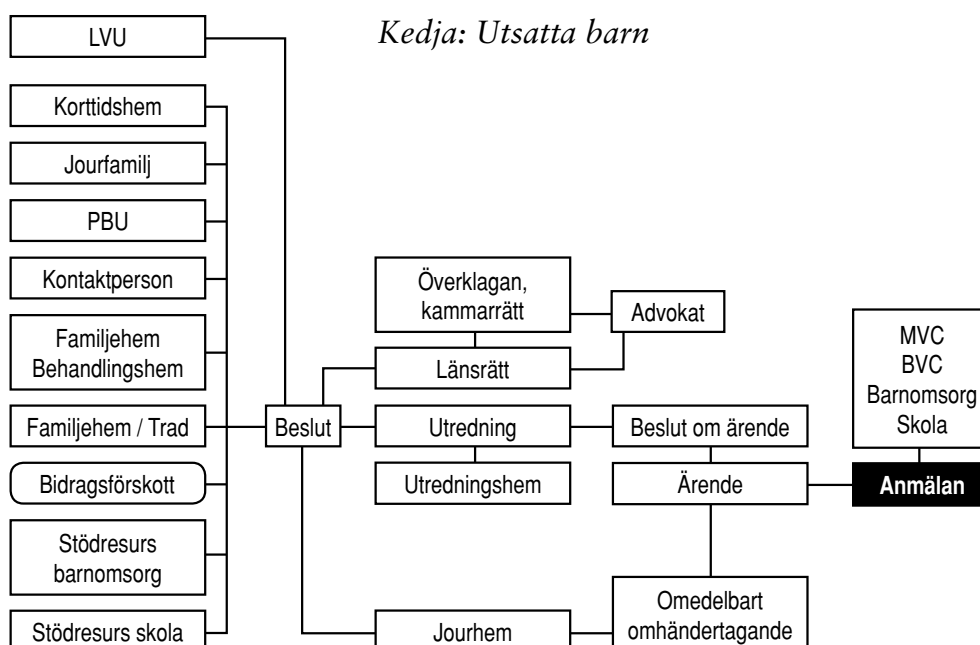 Kedja: Utsatta barn
LVU
Korttidshem
Jourfamilj
PBU
Kontaktperson
Familjehem
Behandlingshem
Familjehem / Trad
Bidragsförskott
Stödresurs
barnomsorg
Stödresurs skola
Beslut
Överklagan,
kammarrätt
Advokat
Länsrätt
Utredning
Utredningshem
Jourhem
Beslut om ärende
Ärende
Omedelbart
omhändertagande
MVC
BVC
Barnomsorg
Skola
Anmälan